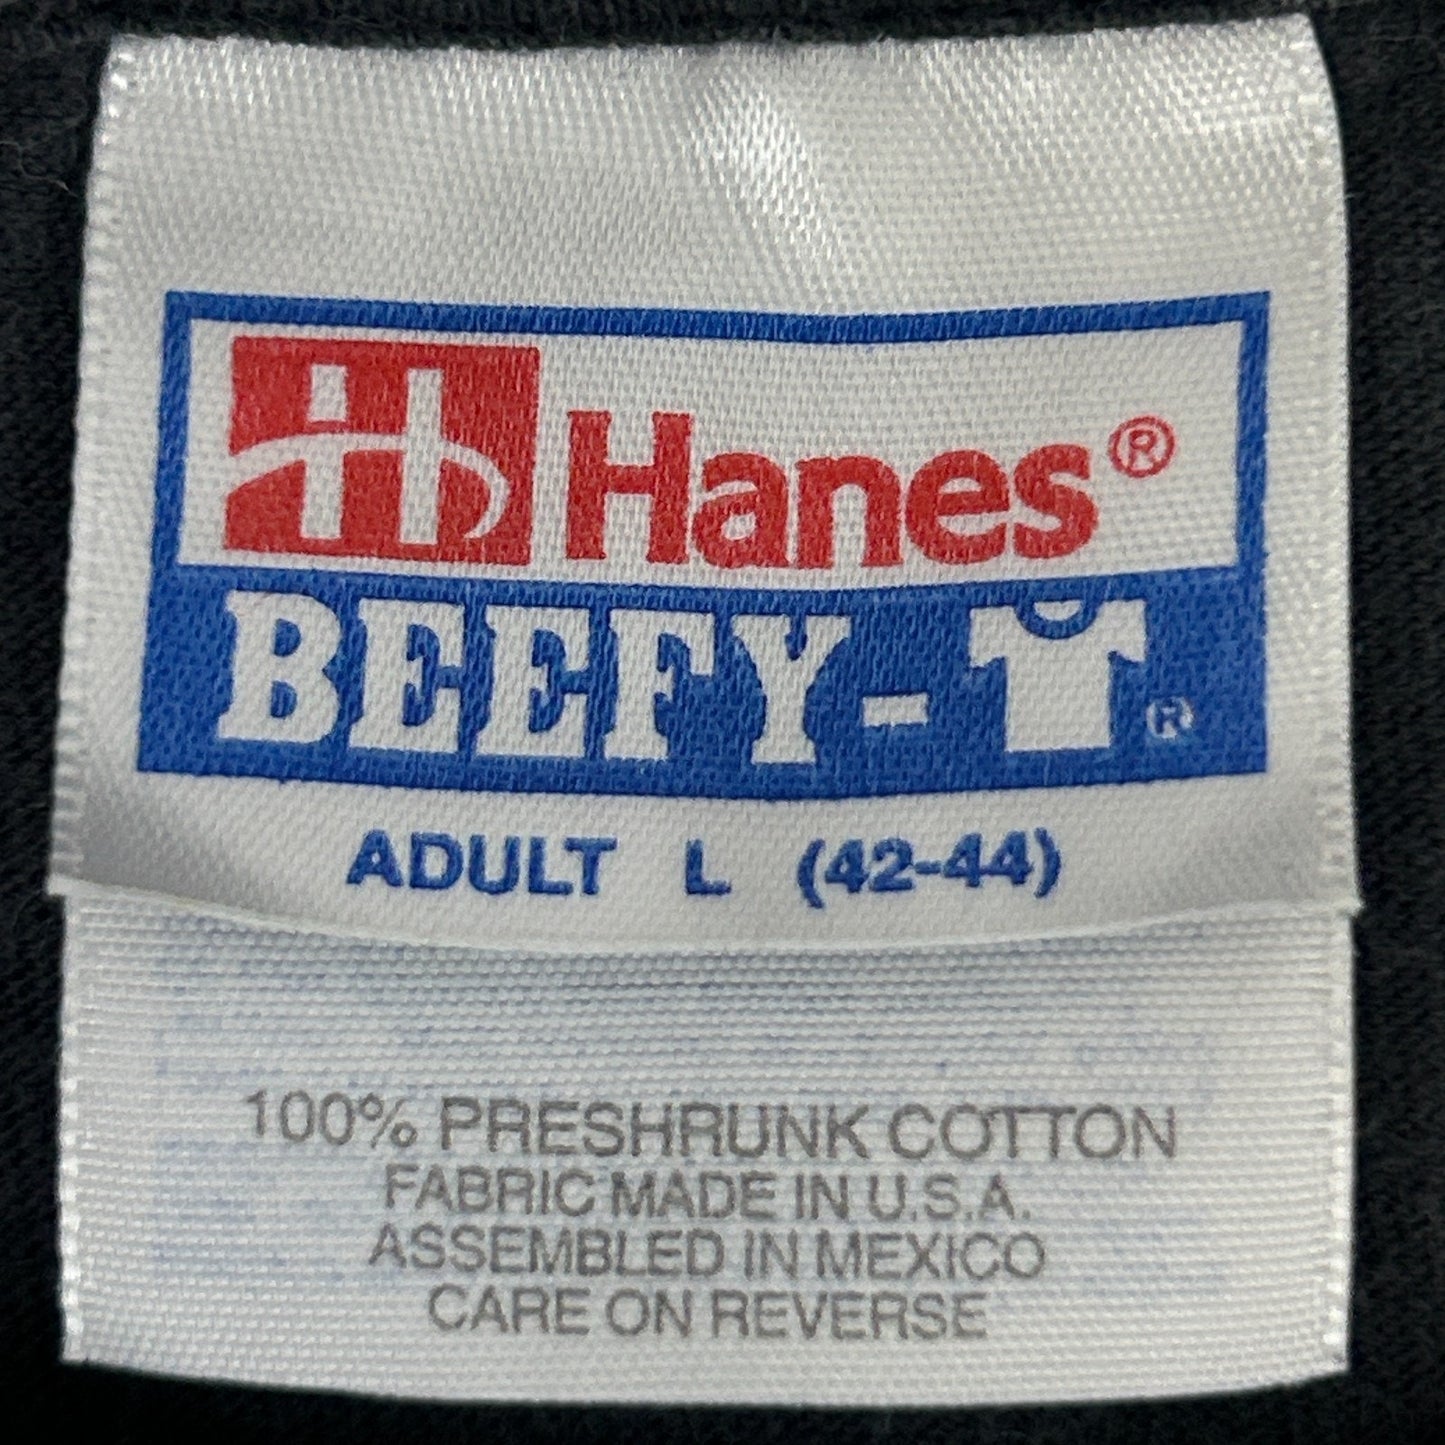 Hanes®
BEEFY-T®
ADULT L (42-44)
100% PRESHRUNK COTTON
FABRIC MADE IN U.S.A.
ASSEMBLED IN MEXICO
CARE ON REVERSE